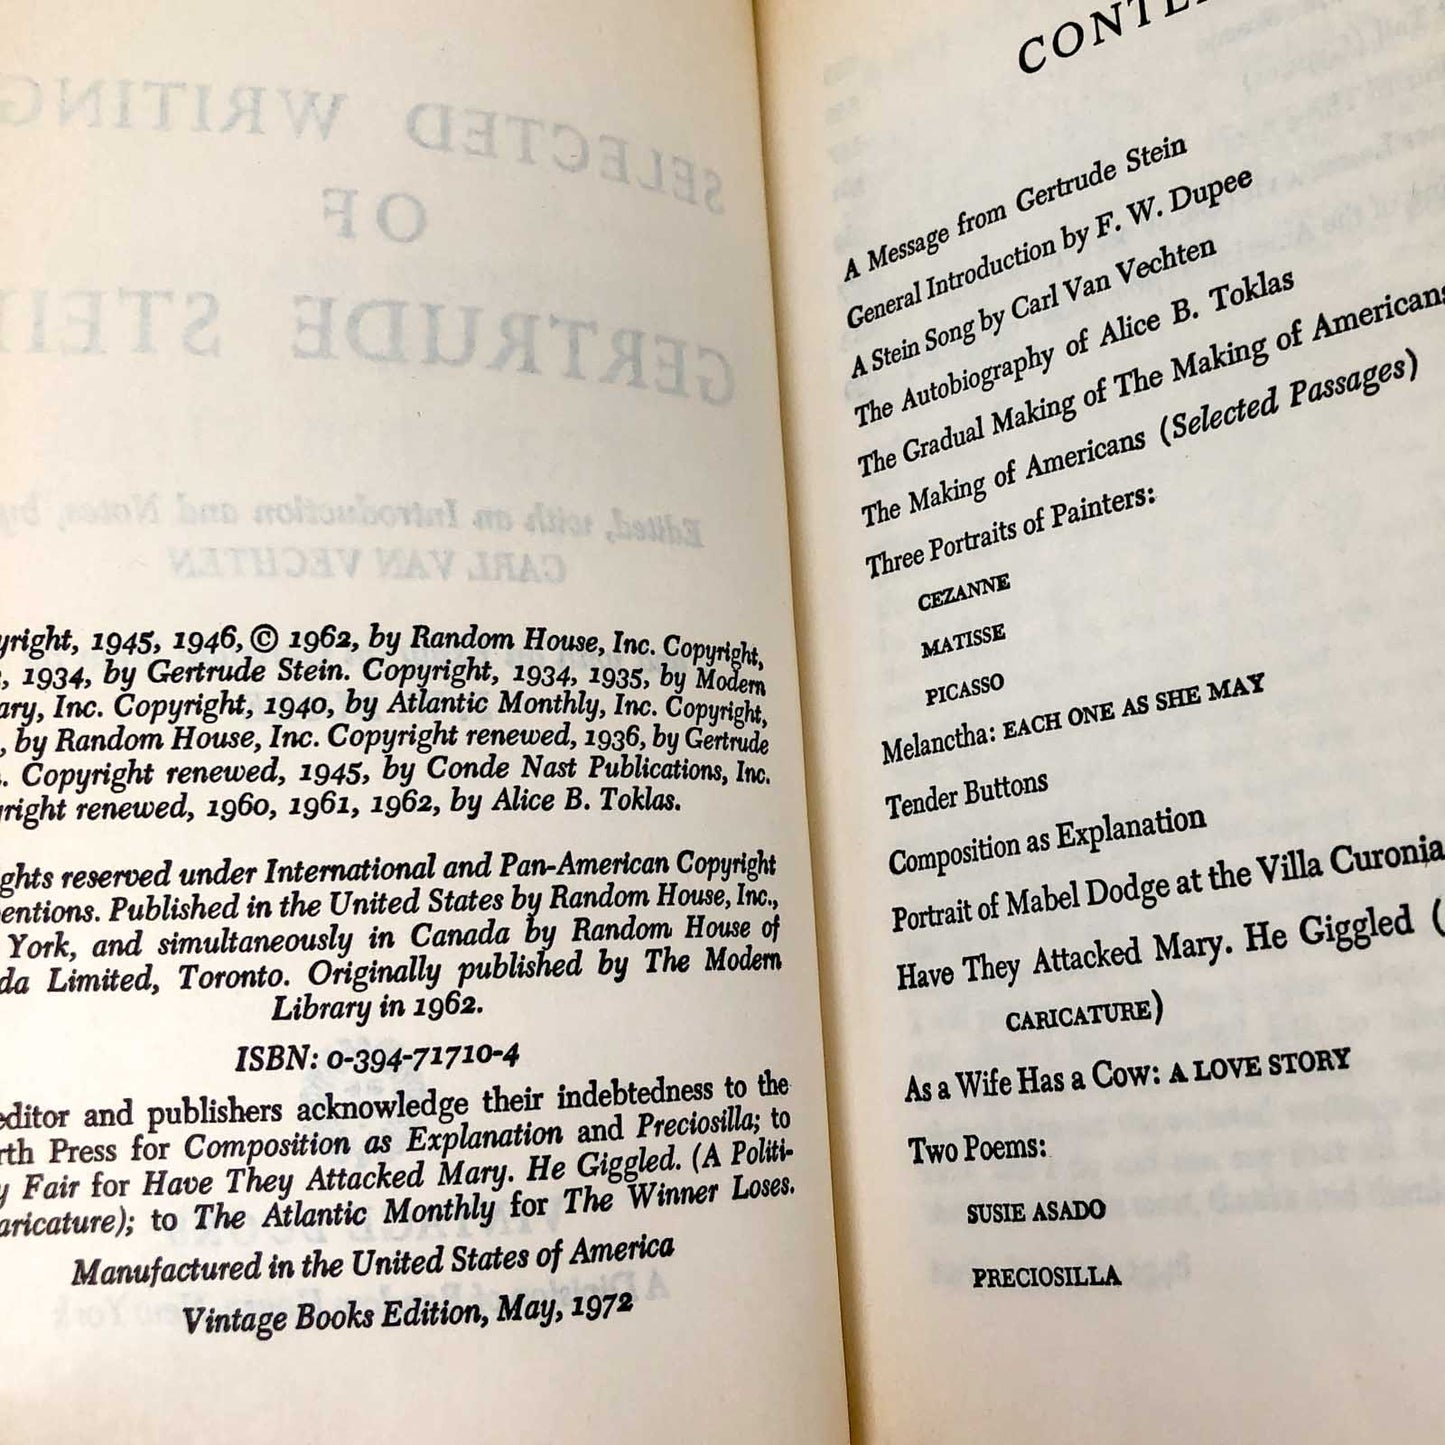 yright, 1945, 1946, © 1962, by Random House, Inc. Copyright,
, 1934, by Gertrude Stein. Copyright, 1934, 1935, by Modern
ary, Inc. Copyright, 1940, by Atlantic Monthly, Inc. Copyright,
, by Random House, Inc. Copyright renewed, 1936, by Gertrude
. Copyright renewed, 1945, by Conde Nast Publications, Inc.
right renewed, 1960, 1961, 1962, by Alice B. Toklas.
ghts reserved under International and Pan-American Copyright
entions. Published in the United States by Random House, Inc.,
York, and simultaneously in Canada by Random House of
da Limited, Toronto. Originally published by The Modern
Library in 1962.
ISBN: 0-394-71710-4
editor and publishers acknowledge their indebtedness to the
rth Press for Composition as Explanation and Preciosilla; to
y Fair for Have They Attacked Mary. He Giggled. (A Politi-
aricature); to The Atlantic Monthly for The Winner Loses.
Manufactured in the United States of America
Vintage Books Edition, May, 1972
CONTE
A Message from Gertrude Stein
General Introduction by F. W. Dupee
A Stein Song by Carl Van Vechten
The Autobiography of Alice B. Toklas
The Gradual Making of The Making of Americans
The Making of Americans (Selected Passages)
Three Portraits of Painters:
CEZANNE
MATISSE
PICASSO
Melanctha: EACH ONE AS SHE MAY
Tender Buttons
Composition as Explanation
Portrait of Mabel Dodge at the Villa Curonia
Have They Attacked Mary. He Giggled (
CARICATURE)
As a Wife Has a Cow: A LOVE STORY
Two Poems:
SUSIE ASADO
PRECIOSILLA